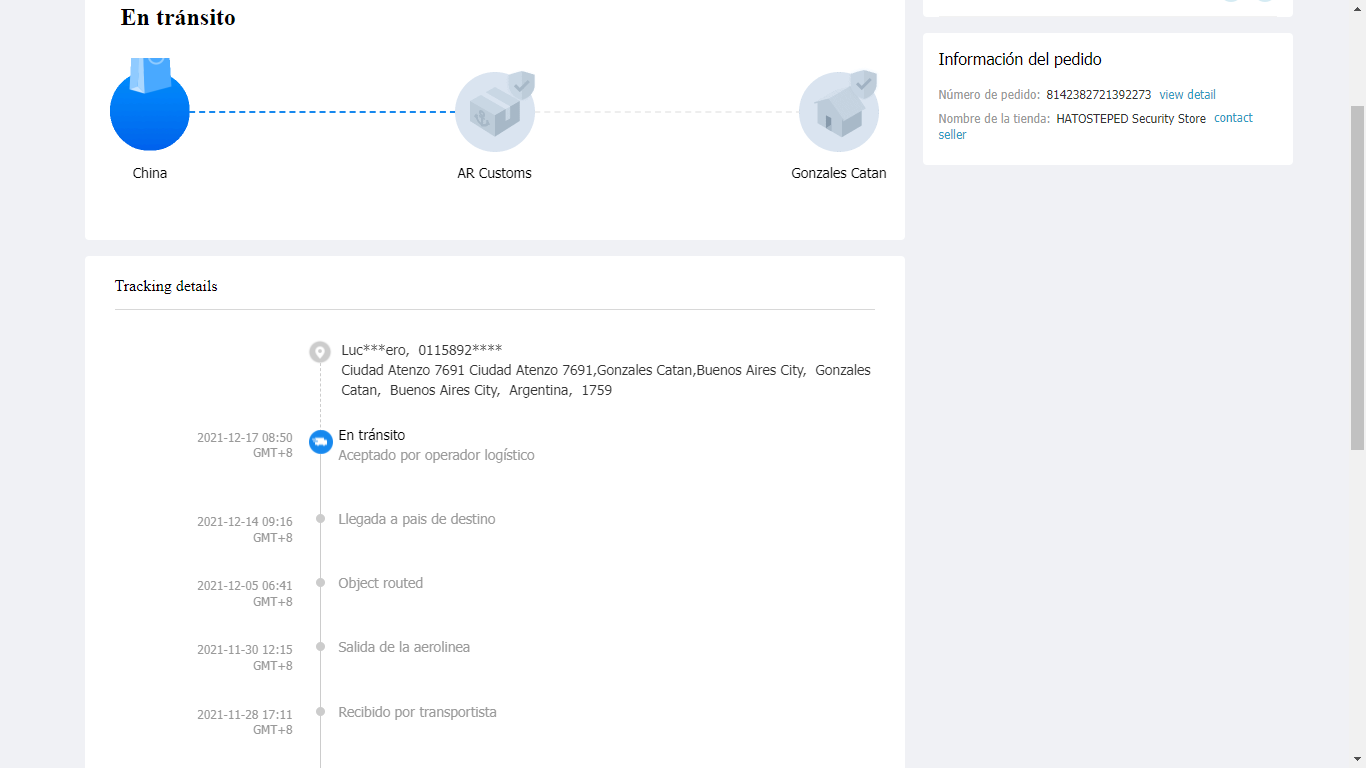 En tránsito
China
AR Customs
Gonzales Catan
Información del pedido
Número de pedido: 8142382721392273 view detail
Nombre de la tienda: HATOSTEPED Security Store contact
seller
Tracking details
Luc***ero, 0115892****
Ciudad Atenzo 7691 Ciudad Atenzo 7691,Gonzales Catan,Buenos Aires City, Gonzales
Catan, Buenos Aires City, Argentina, 1759
2021-12-17 08:50
GMT+8
En tránsito
Aceptado por operador logístico
2021-12-14 09:16
GMT+8
Llegada a pais de destino
2021-12-05 06:41
GMT+8
Object routed
2021-11-30 12:15
GMT+8
Salida de la aerolinea
2021-11-28 17:11
GMT+8
Recibido por transportista